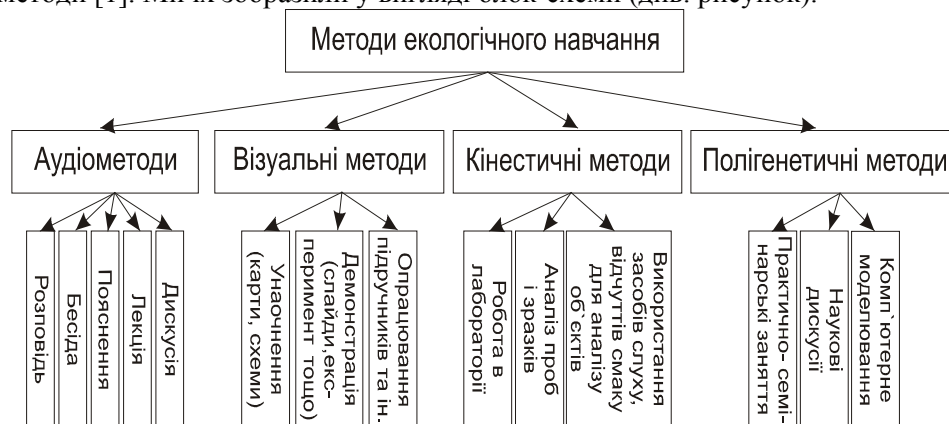 методи [1]. Ми їх зобразили у вигляді блок-схеми (див. рисунок).
Методи екологічного навчання
Аудіометоди
Візуальні методи
Кінестичні методи
Полігенетичні методи
Розповідь
Бесіда
Пояснення
Лекція
Дискусія
Унаочнення
(карти, схеми)
Демонстрація
(слайди,екс-
перимент тощо)
Опрацювання
підручників та ін.
Робота в
лабораторії
Аналіз проб
і зразків
Використання
засобів слуху,
відчуттів смаку
для аналізу
об`єктів
Практично- семі-
нарські заняття
Наукові
дискусії
Комп`ютерне
моделювання